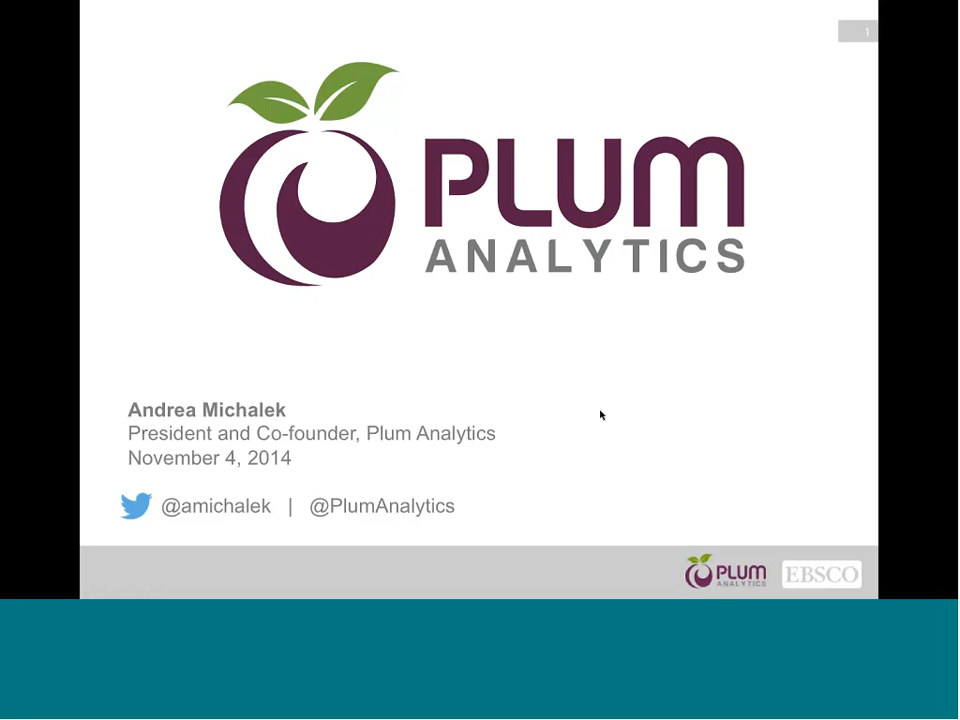 1
PLUM
ANALYTICS
Andrea Michalek
President and Co-founder, Plum Analytics
November 4, 2014
@amichalek | @PlumAnalytics
PLUM
ANALYTICS
EBSCO